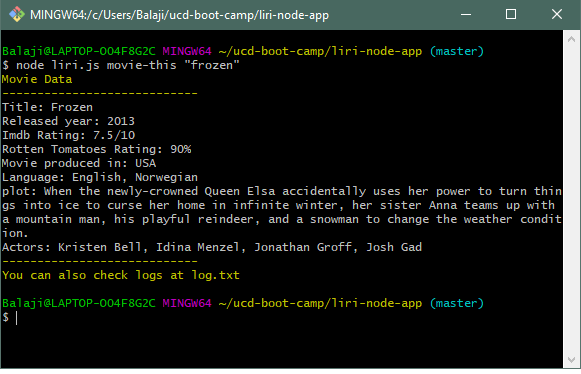 MINGW64:/c/Users/Balaji/ucd-boot-camp/liri-node-app
Balaji@LAPTOP-OO4F8G2C MINGW64 ~/ucd-boot-camp/liri-node-app (master)
$ node liri.js movie-this "frozen"
Movie Data
----------------------------
Title: Frozen
Released year: 2013
Imdb Rating: 7.5/10
Rotten Tomatoes Rating: 90%
Movie produced in: USA
Language: English, Norwegian
plot: When the newly-crowned Queen Elsa accidentally uses her power to turn thin
gs into ice to curse her home in infinite winter, her sister Anna teams up with
a mountain man, his playful reindeer, and a snowman to change the weather condit
ion.
Actors: Kristen Bell, Idina Menzel, Jonathan Groff, Josh Gad
----------------------------
You can also check logs at log.txt
Balaji@LAPTOP-OO4F8G2C MINGW64 ~/ucd-boot-camp/liri-node-app (master)
$